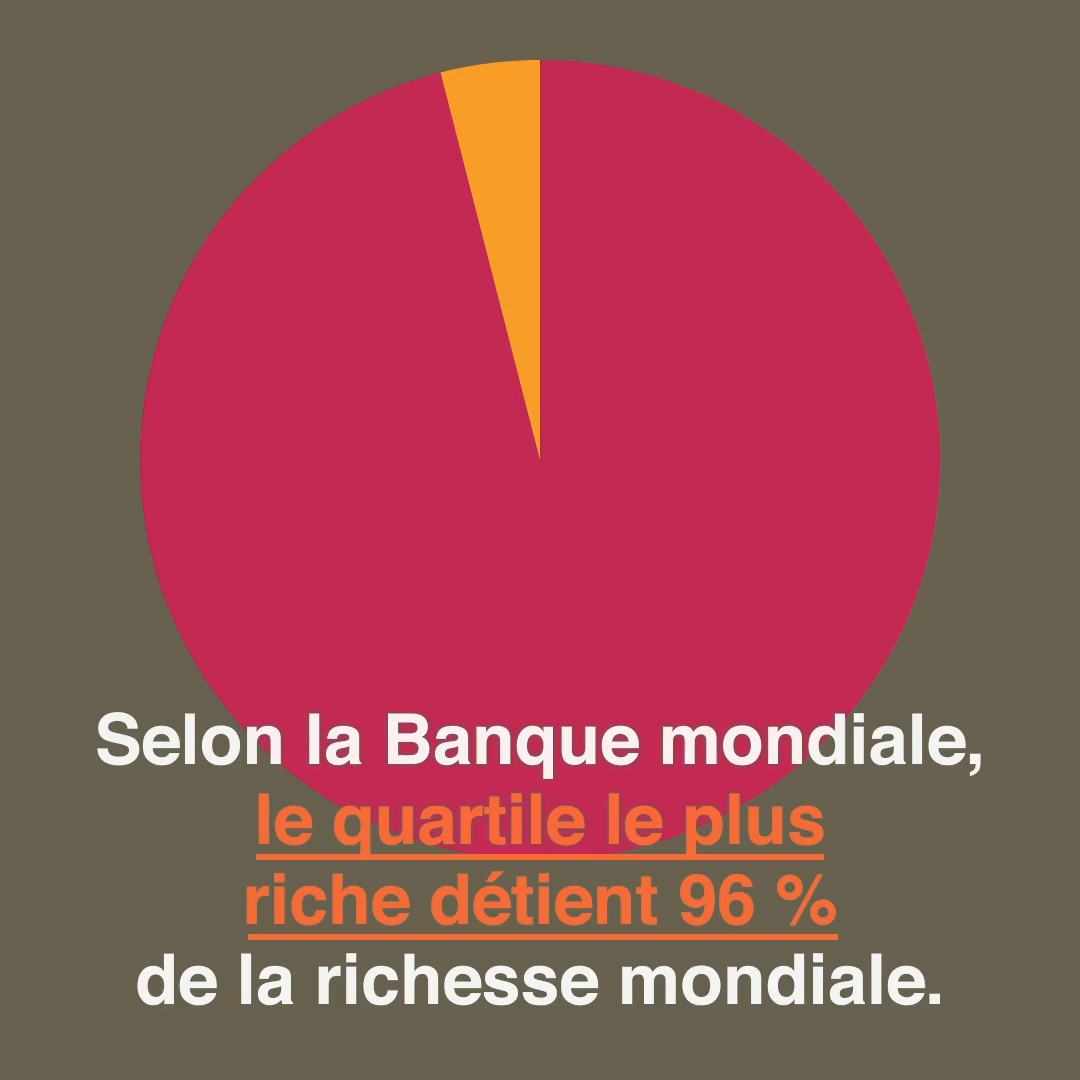 Selon la Banque mondiale,
le quartile le plus
riche détient 96 %
de la richesse mondiale.